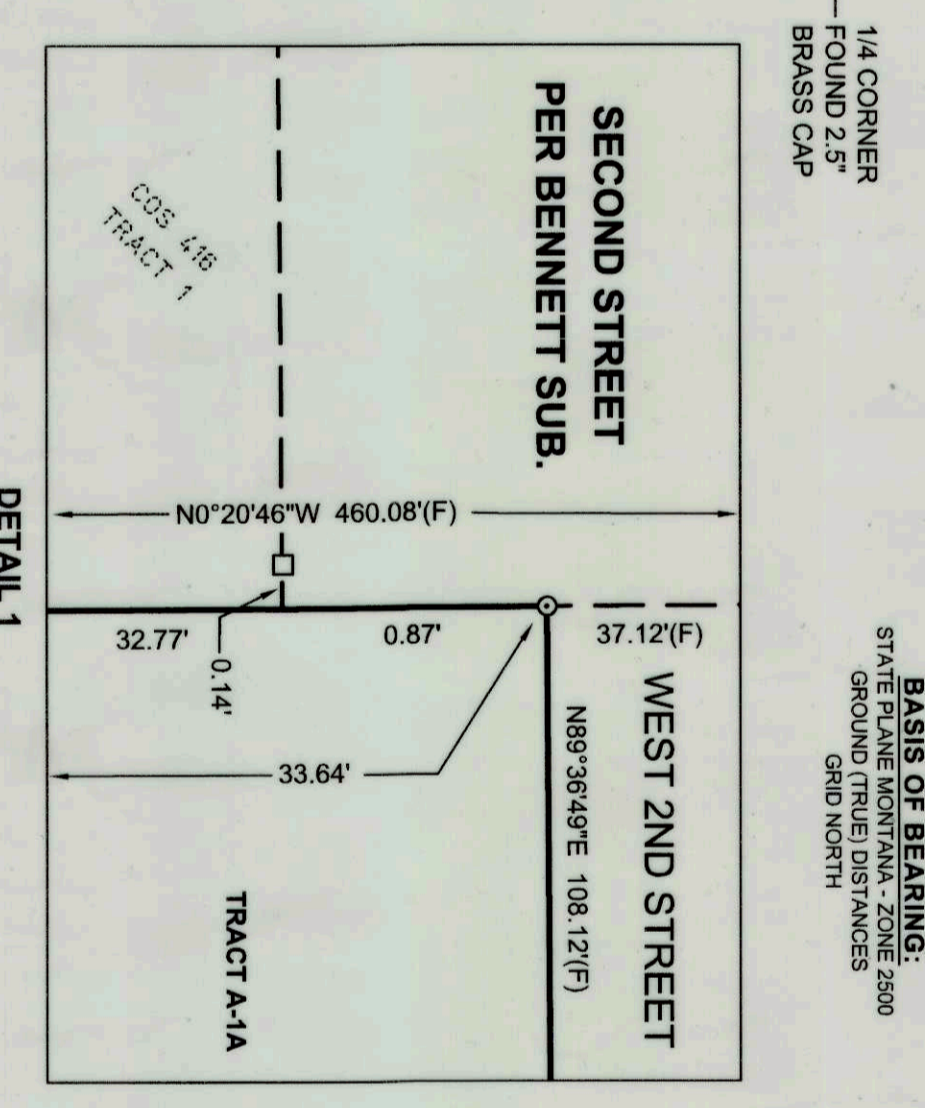 1/4 CORNER
FOUND 2.5"
BRASS CAP
BASIS OF BEARING:
STATE PLANE MONTANA - ZONE 2500
GROUND (TRUE) DISTANCES
GRID NORTH
SECOND STREET
PER BENNETT SUB.
WEST 2ND STREET
N89°36'49"E 108.12'(F)
37.12'(F)
N0°20'46"W 460.08'(F)
0.87'
32.77'
0.14'
33.64'
COS 416
TRACT 1
TRACT A-1A
DETAIL 1